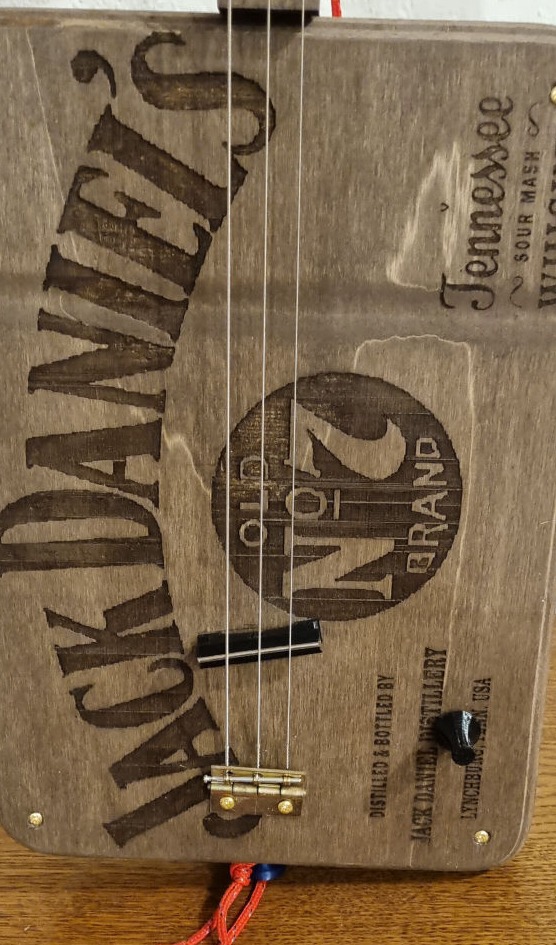 JACK DANIEL'S
OLD
No 7
BRAND
Tennessee
SOUR MASH
DISTILLED & BOTTLED BY
JACK DANIEL DISTILLERY
LYNCHBURG, TENN. USA